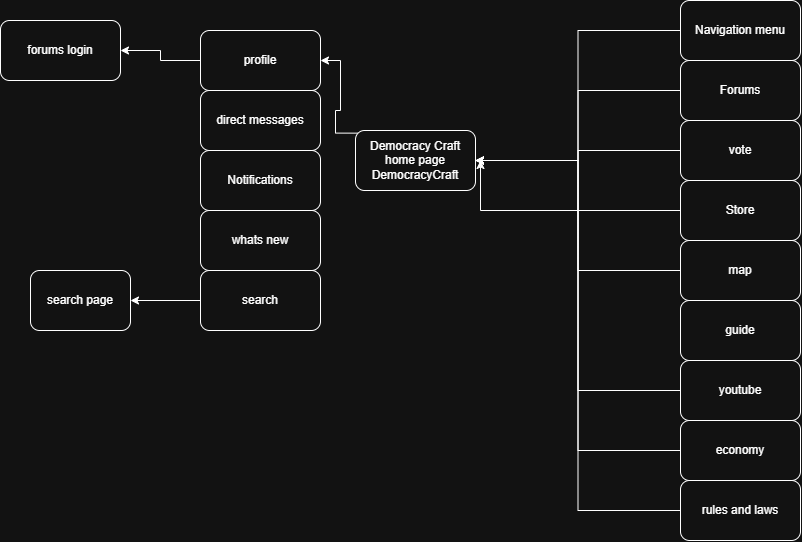 forums login
profile
direct messages
Notifications
whats new
search
search page
Democracy Craft
home page
DemocracyCraft
Navigation menu
Forums
vote
Store
map
guide
youtube
economy
rules and laws